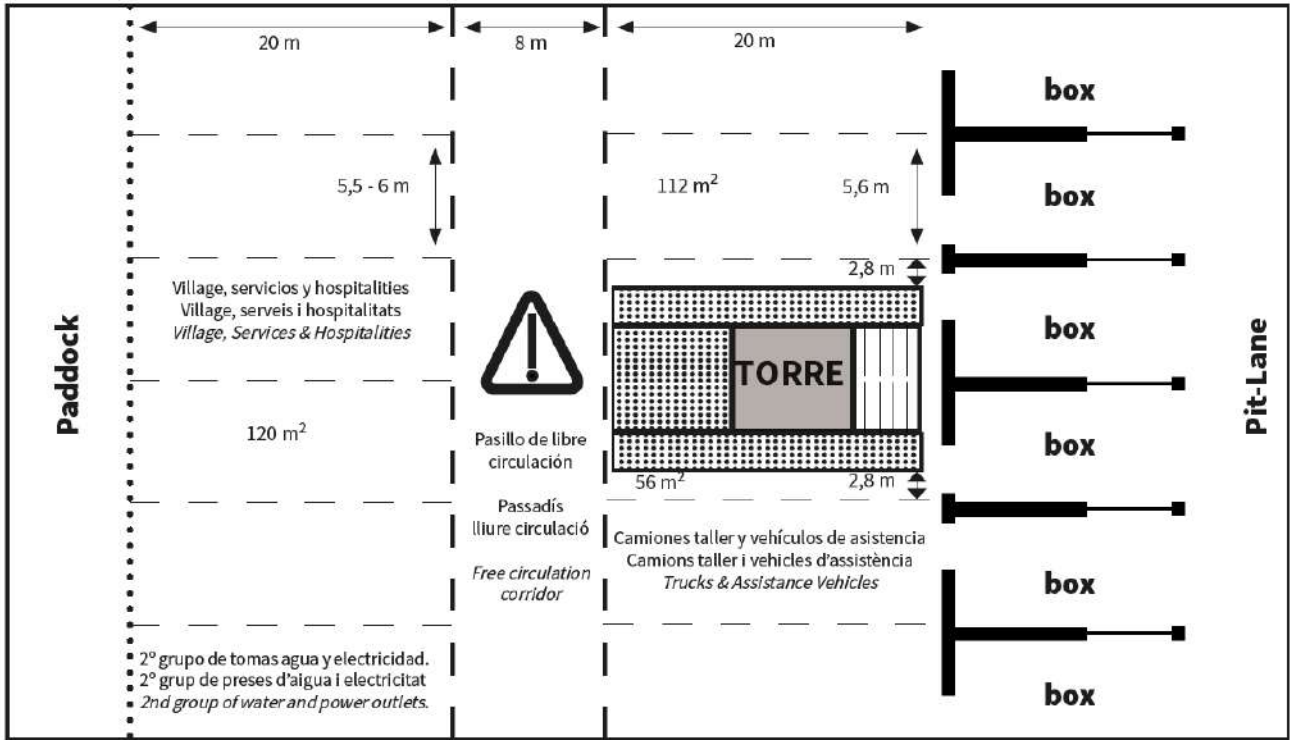 20 m
8 m
20 m
box
5,5 - 6 m
112 m²
5,6 m
box
2,8 m
Village, servicios y hospitalities
Village, serveis i hospitalitats
Village, Services & Hospitalities
box
TORRE
Paddock
Pit-Lane
120 m²
Pasillo de libre
circulación
box
56 m²
2,8 m
Passadís
lliure circulació
Camiones taller y vehículos de asistencia
Camions taller i vehicles d'assistència
Trucks & Assistance Vehicles
Free circulation
corridor
box
2º grupo de tomas agua y electricidad.
2º grup de preses d'aigua i electricitat
2nd group of water and power outlets.
box